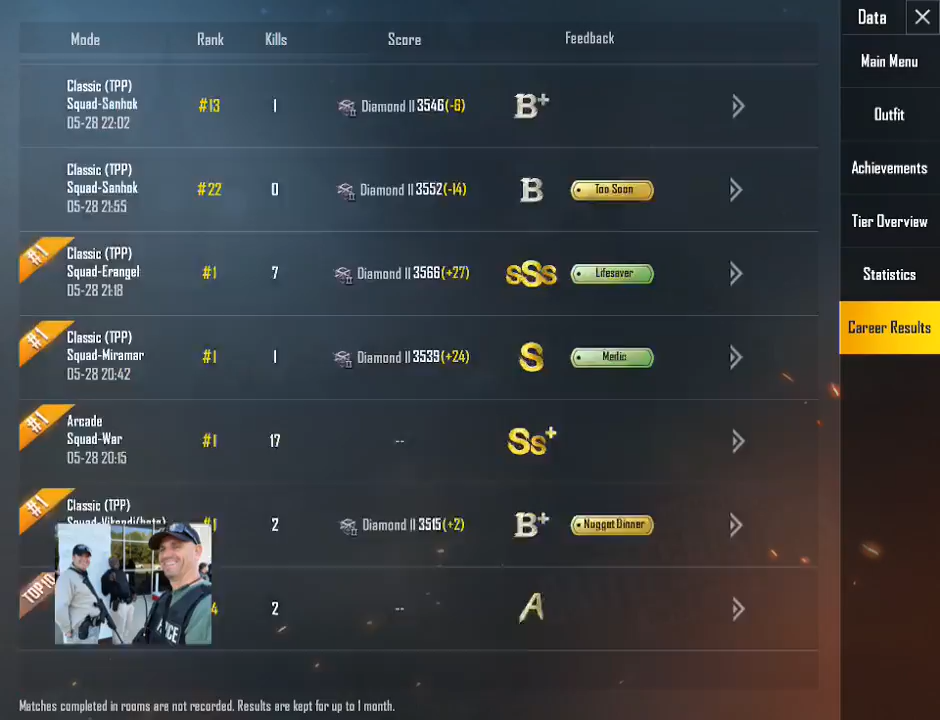 Mode Rank Kills Score Feedback
Classic (TPP)
Squad-Sanhok
05-28 22:02
#13 1 Diamond II 3546(-6) B+
Classic (TPP)
Squad-Sanhok
05-28 21:55
#22 0 Diamond II 3552(-14) B Too Soon
#1
Classic (TPP)
Squad-Erangel
05-28 21:18
#1 7 Diamond II 3566(+27) SSS Lifesaver
#1
Classic (TPP)
Squad-Miramar
05-28 20:42
#1 1 Diamond II 3539(+24) S Medic
#1
Arcade
Squad-War
05-28 20:15
#1 17 -- SS+
#1
Classic (TPP)
Squad-Vikendi(beta)
#1 2 Diamond II 3515(+2) B+ Nugget Dinner
TOP 10
4 2 -- A
Matches completed in rooms are not recorded. Results are kept for up to 1 month.
Data
Main Menu
Outfit
Achievements
Tier Overview
Statistics
Career Results